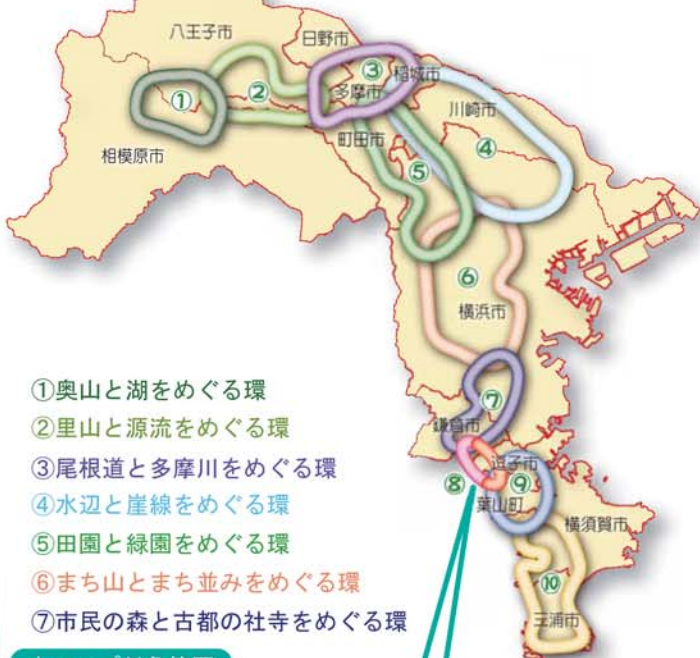 八王子市
日野市
③
稲城市
①
②
多摩市
川崎市
町田市
④
相模原市
⑤
⑥
横浜市
⑦
鎌倉市
逗子市
⑧
⑨
葉山町
横須賀市
⑩
三浦市
①奥山と湖をめぐる環
②里山と源流をめぐる環
③尾根道と多摩川をめぐる環
④水辺と崖線をめぐる環
⑤田園と緑園をめぐる環
⑥まち山とまち並みをめぐる環
⑦市民の森と古都の社寺をめぐる環